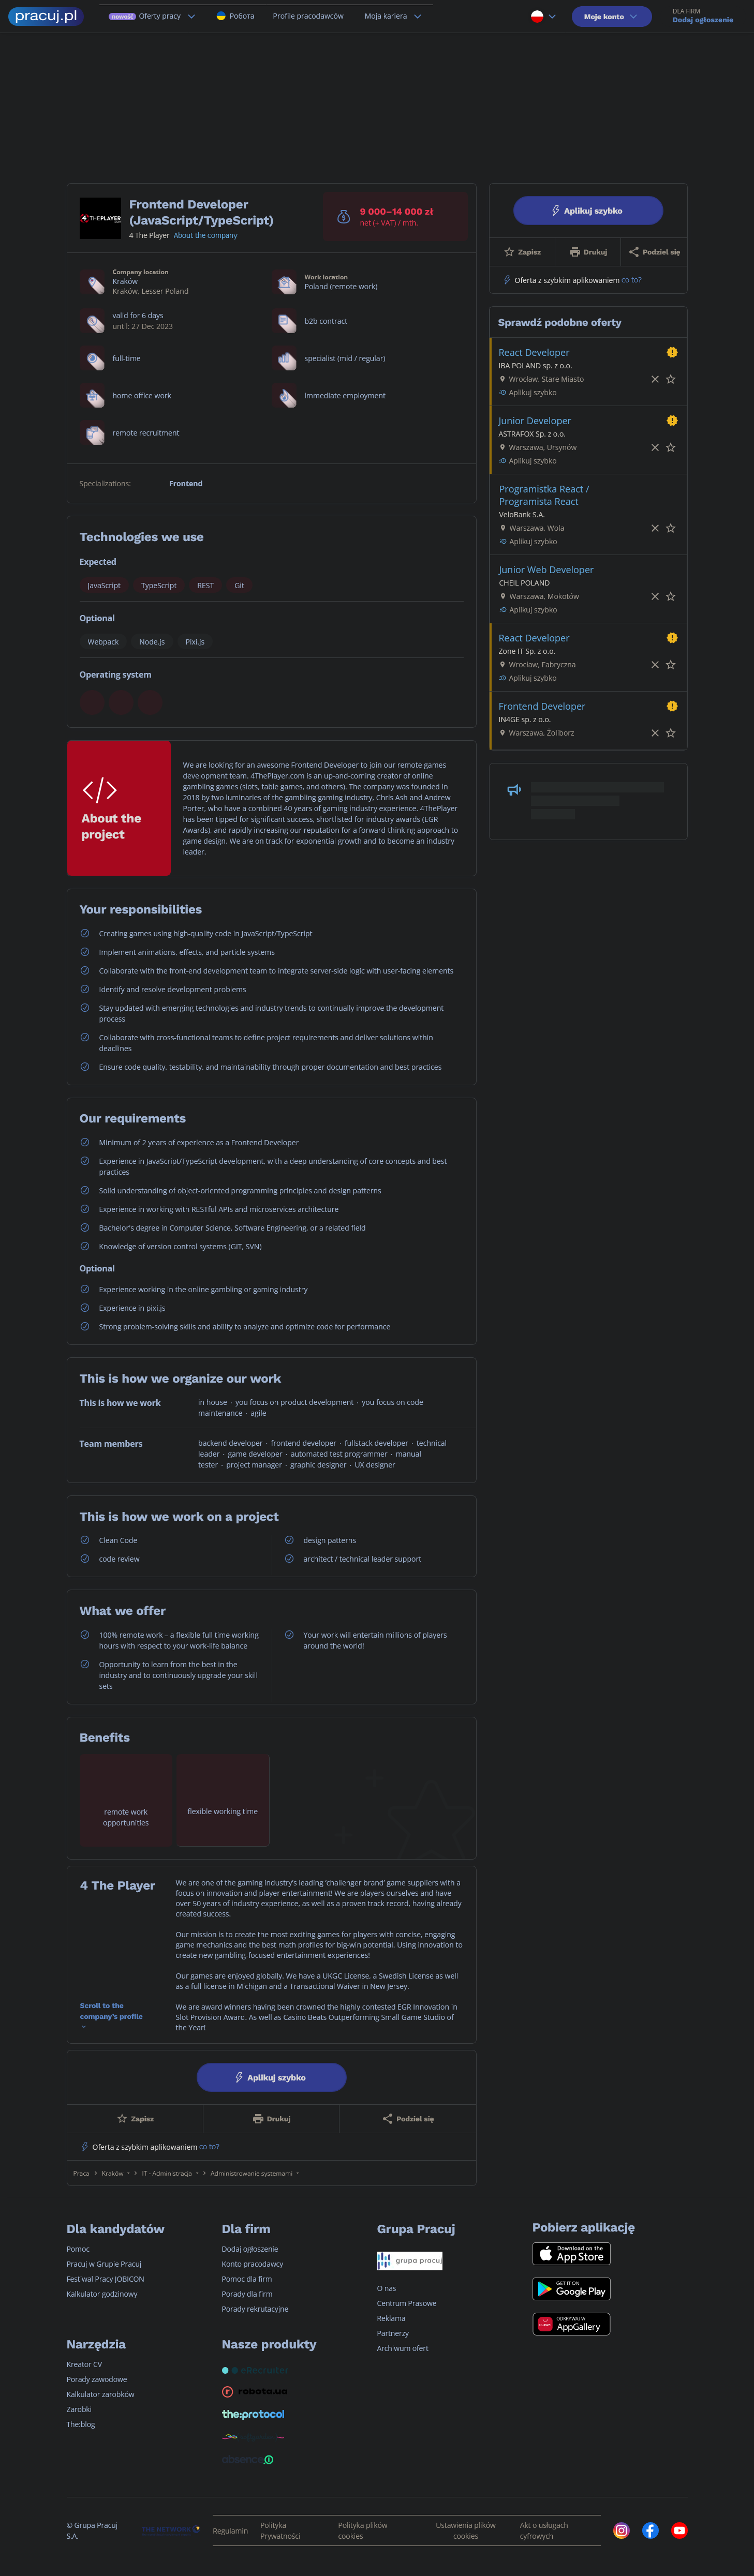 pracuj.pl
nowość Oferty pracy
Робота
Profile pracodawców
Moja kariera
Moje konto
DLA FIRM
Dodaj ogłoszenie
Frontend Developer
(JavaScript/TypeScript)
4 The Player About the company
9 000–14 000 zł
net (+ VAT) / mth.
Company location
Kraków
Kraków, Lesser Poland
Work location
Poland (remote work)
valid for 6 days
until: 27 Dec 2023
b2b contract
full-time
specialist (mid / regular)
home office work
immediate employment
remote recruitment
Specializations:
Frontend
Aplikuj szybko
Zapisz
Drukuj
Podziel się
Oferta z szybkim aplikowaniem co to?
Sprawdź podobne oferty
React Developer
IBA POLAND sp. z o.o.
Wrocław, Stare Miasto
Aplikuj szybko
Junior Developer
ASTRAFOX Sp. z o.o.
Warszawa, Ursynów
Aplikuj szybko
Programistka React /
Programista React
VeloBank S.A.
Warszawa, Wola
Aplikuj szybko
Junior Web Developer
CHEIL POLAND
Warszawa, Mokotów
Aplikuj szybko
React Developer
Zone IT Sp. z o.o.
Wrocław, Fabryczna
Aplikuj szybko
Frontend Developer
IN4GE sp. z o.o.
Warszawa, Żoliborz
Technologies we use
Expected
JavaScript TypeScript REST Git
Optional
Webpack Node.js Pixi.js
Operating system
</>
About the
project
We are looking for an awesome Frontend Developer to join our remote games
development team. 4ThePlayer.com is an up-and-coming creator of online
gambling games (slots, table games, and others). The company was founded in
2018 by two luminaries of the gambling gaming industry, Chris Ash and Andrew
Porter, who have a combined 40 years of gaming industry experience. 4ThePlayer
has been tipped for significant success, shortlisted for industry awards (EGR
Awards), and rapidly increasing our reputation for a forward-thinking approach to
game design. We are on track for exponential growth and to become an industry
leader.
Your responsibilities
Creating games using high-quality code in JavaScript/TypeScript
Implement animations, effects, and particle systems
Collaborate with the front-end development team to integrate server-side logic with user-facing elements
Identify and resolve development problems
Stay updated with emerging technologies and industry trends to continually improve the development
process
Collaborate with cross-functional teams to define project requirements and deliver solutions within
deadlines
Ensure code quality, testability, and maintainability through proper documentation and best practices
Our requirements
Minimum of 2 years of experience as a Frontend Developer
Experience in JavaScript/TypeScript development, with a deep understanding of core concepts and best
practices
Solid understanding of object-oriented programming principles and design patterns
Experience in working with RESTful APIs and microservices architecture
Bachelor's degree in Computer Science, Software Engineering, or a related field
Knowledge of version control systems (GIT, SVN)
Optional
Experience working in the online gambling or gaming industry
Experience in pixi.js
Strong problem-solving skills and ability to analyze and optimize code for performance
This is how we organize our work
This is how we work
in house · you focus on product development · you focus on code
maintenance · agile
Team members
backend developer · frontend developer · fullstack developer · technical
leader · game developer · automated test programmer · manual
tester · project manager · graphic designer · UX designer
This is how we work on a project
Clean Code
code review
design patterns
architect / technical leader support
What we offer
100% remote work – a flexible full time working
hours with respect to your work-life balance
Opportunity to learn from the best in the
industry and to continuously upgrade your skill
sets
Your work will entertain millions of players
around the world!
Benefits
remote work
opportunities
flexible working time
4 The Player
Scroll to the
company's profile
We are one of the gaming industry's leading 'challenger brand' game suppliers with a
focus on innovation and player entertainment! We are players ourselves and have
over 50 years of industry experience, as well as a proven track record, having already
created success.
Our mission is to create the most exciting games for players with concise, engaging
game mechanics and the best math profiles for big-win potential. Using innovation to
create new gambling-focused entertainment experiences!
Our games are enjoyed globally. We have a UKGC License, a Swedish License as well
as a full license in Michigan and a Transactional Waiver in New Jersey.
We are award winners having been crowned the highly contested EGR Innovation in
Slot Provision Award. As well as Casino Beats Outperforming Small Game Studio of
the Year!
Aplikuj szybko
Zapisz
Drukuj
Podziel się
Oferta z szybkim aplikowaniem co to?
Praca › Kraków › IT - Administracja › Administrowanie systemami
Dla kandydatów
Pomoc
Pracuj w Grupie Pracuj
Festiwal Pracy JOBICON
Kalkulator godzinowy
Dla firm
Dodaj ogłoszenie
Konto pracodawcy
Pomoc dla firm
Porady dla firm
Porady rekrutacyjne
Grupa Pracuj
grupa pracuj
O nas
Centrum Prasowe
Reklama
Partnerzy
Archiwum ofert
Pobierz aplikację
Download on the
App Store
GET IT ON
Google Play
ODKRYWAJ W
AppGallery
Narzędzia
Kreator CV
Porady zawodowe
Kalkulator zarobków
Zarobki
The:blog
Nasze produkty
eRecruiter
robota.ua
the:protocol
absence
© Grupa Pracuj
S.A.
THE NETWORK
Regulamin
Polityka
Prywatności
Polityka plików
cookies
Ustawienia plików
cookies
Akt o usługach
cyfrowych